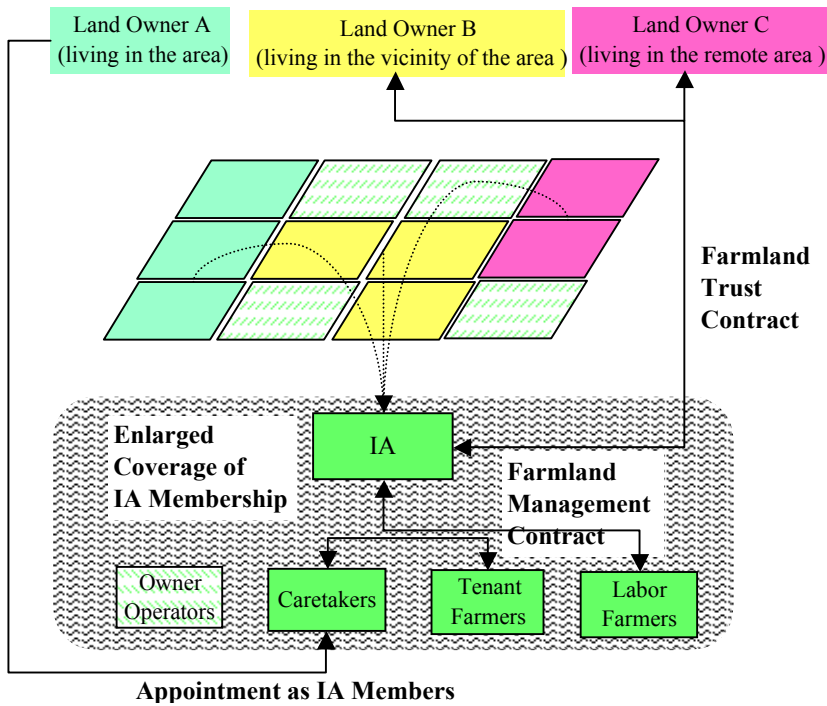 Land Owner A
(living in the area)
Land Owner B
(living in the vicinity of the area )
Land Owner C
(living in the remote area )
Farmland
Trust
Contract
Enlarged
Coverage of
IA Membership
IA
Farmland
Management
Contract
Owner
Operators
Caretakers
Tenant
Farmers
Labor
Farmers
Appointment as IA Members